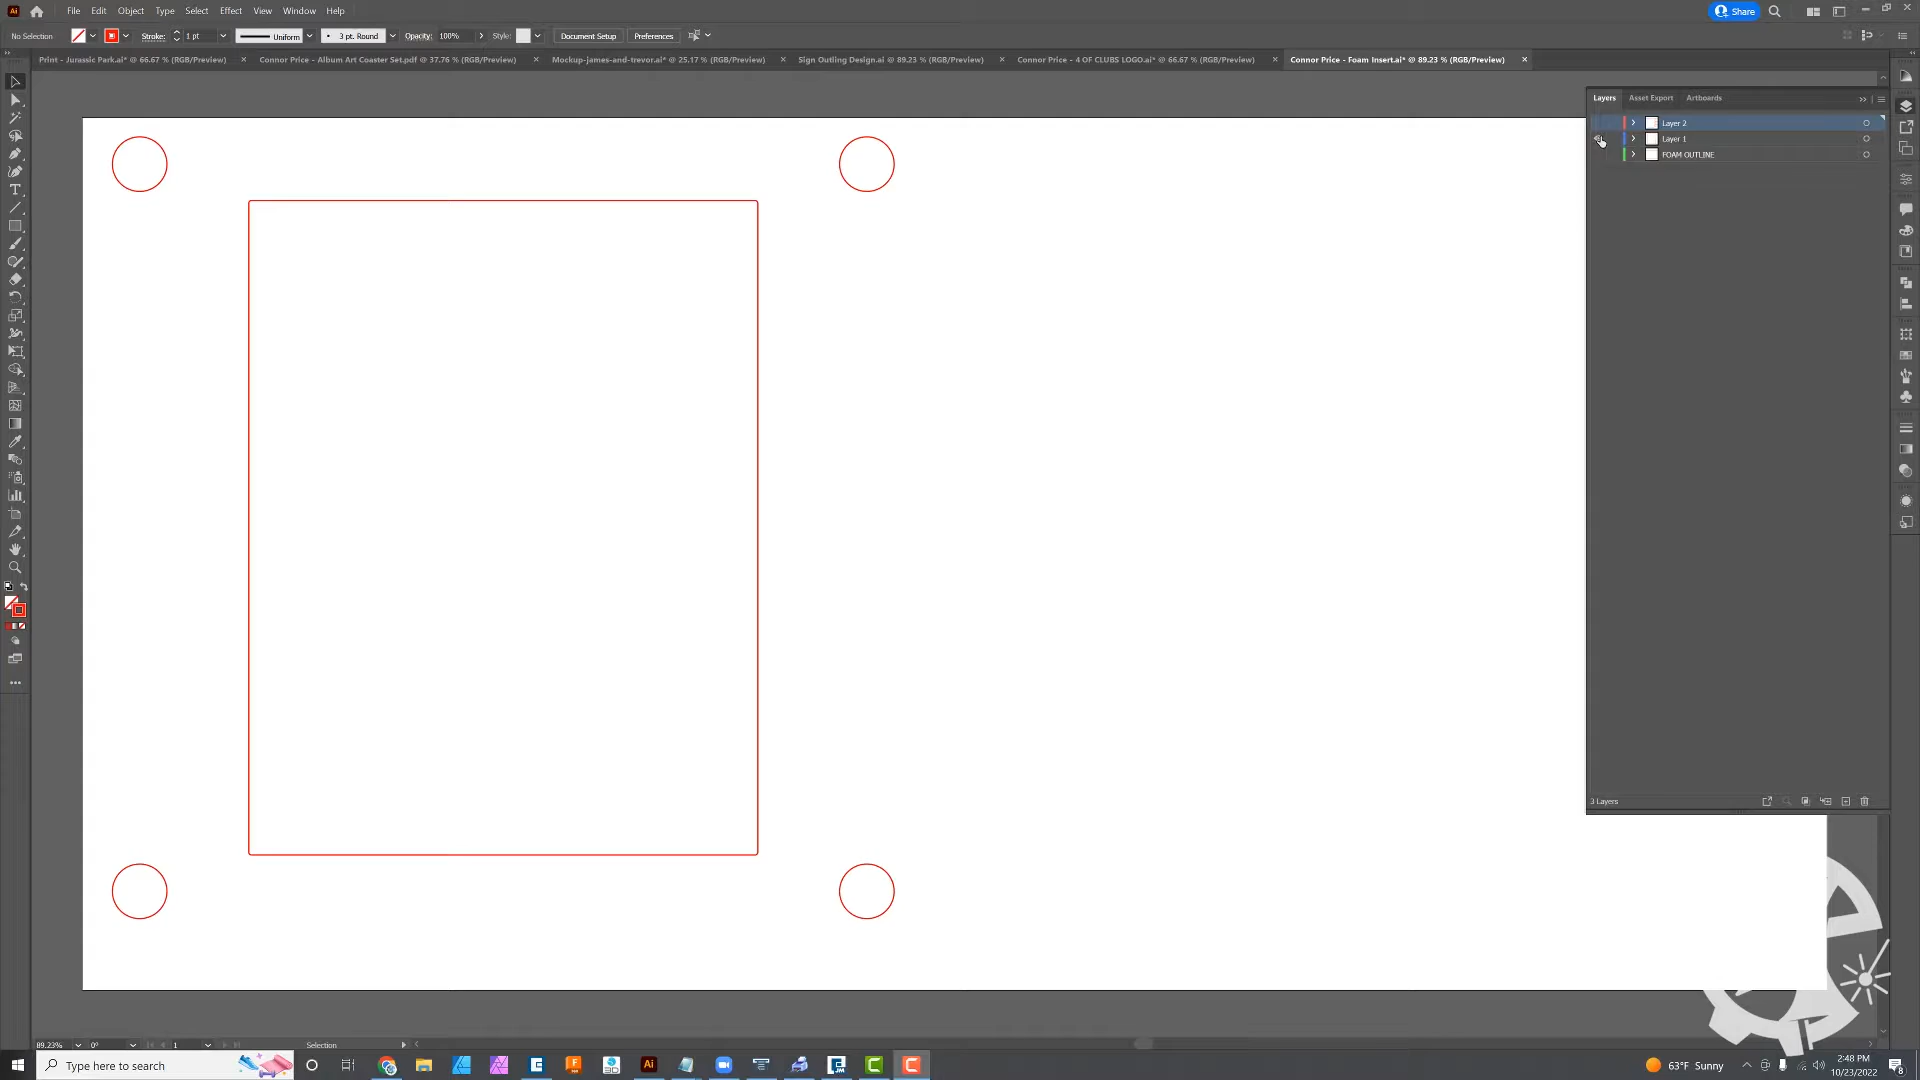 Ai File Edit Object Type Select Effect View Window Help Share
No Selection Stroke: 1 pt Uniform 3 pt. Round Opacity: 100% Style: Document Setup Preferences
Print - Jurassic Park.ai* @ 66.67 % (RGB/Preview) × Connor Price - Album Art Coaster Set.pdf @ 37.76 % (RGB/Preview) × Mockup-james-and-trevor.ai* @ 25.17 % (RGB/Preview) × Sign Outling Design.ai @ 89.23 % (RGB/Preview) × Connor Price - 4 OF CLUBS LOGO.ai* @ 66.67 % (RGB/Preview) × Connor Price - Foam Insert.ai* @ 89.23 % (RGB/Preview) ×
Layers Asset Export Artboards
Layer 2
Layer 1
FOAM OUTLINE
3 Layers
89.23% 0° 1 Selection
Type here to search Ai 63°F Sunny
2:48 PM
10/23/2022
8